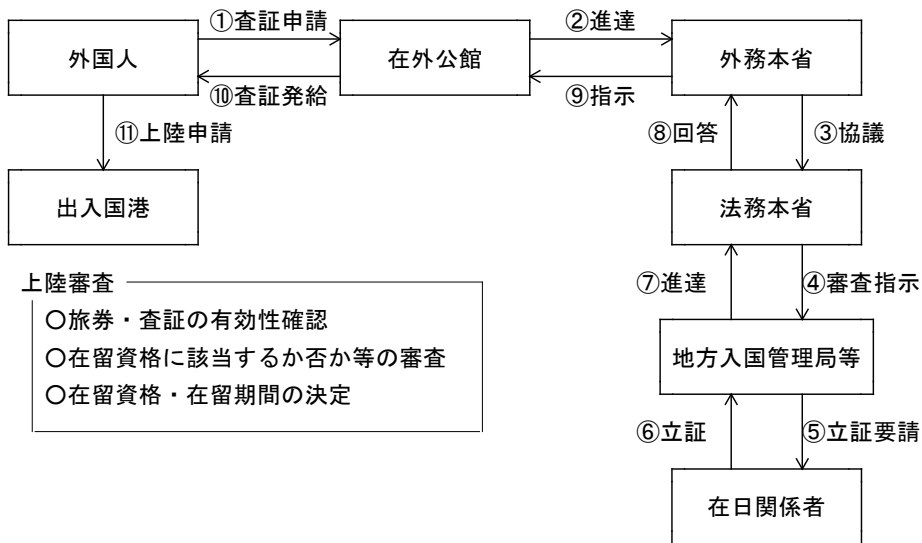 ①査証申請
②進達
外国人
在外公館
外務本省
⑩査証発給
⑨指示
⑪上陸申請
⑧回答
③協議
出入国港
法務本省
上陸審査
⑦進達
④審査指示
○旅券・査証の有効性確認
○在留資格に該当するか否か等の審査
地方入国管理局等
○在留資格・在留期間の決定
⑥立証
⑤立証要請
在日関係者